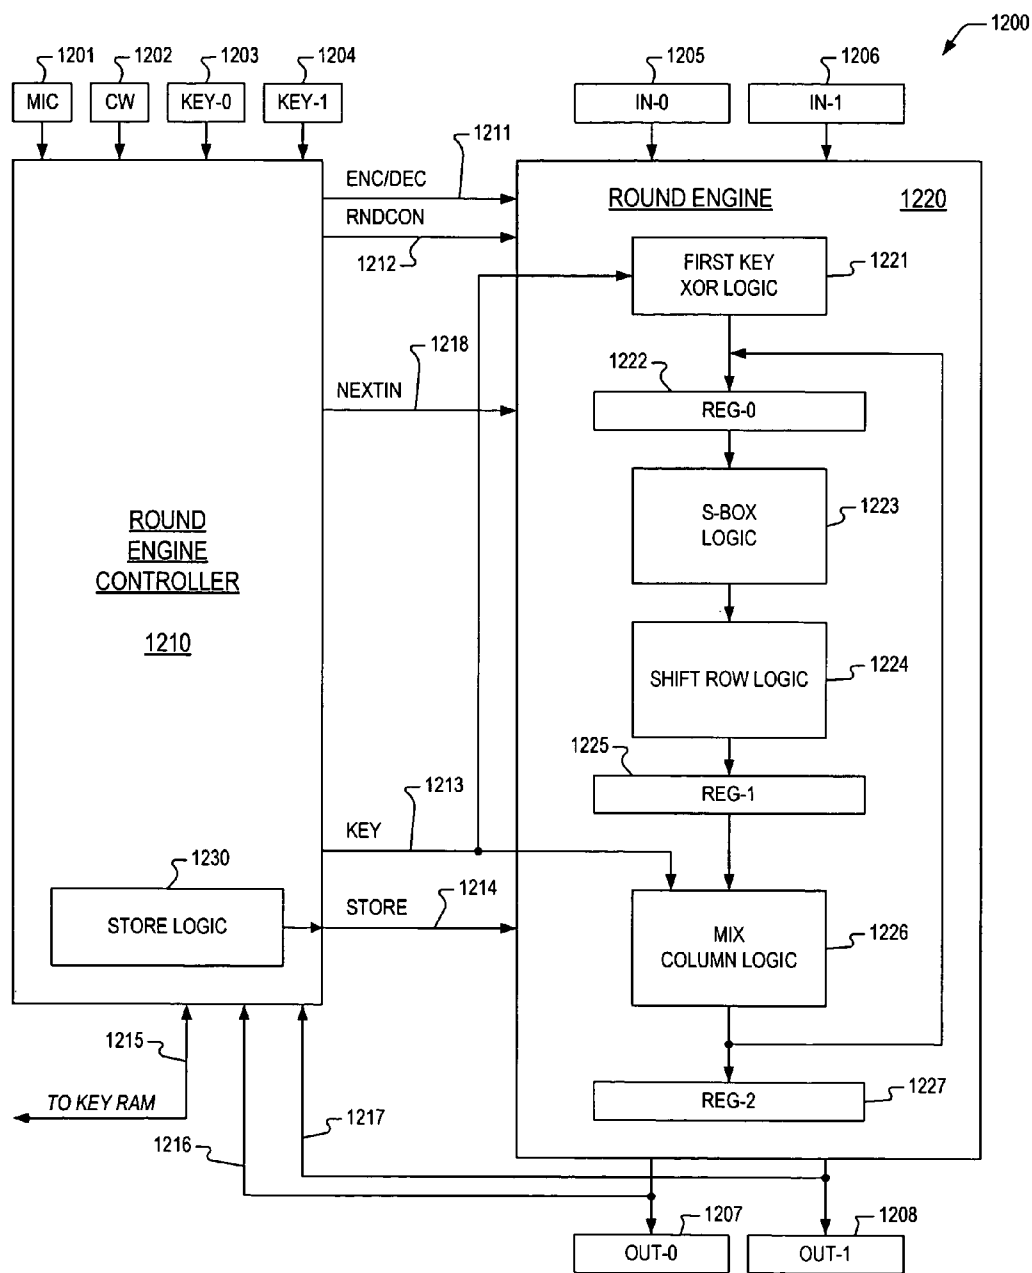 1200
1201
1202
1203
1204
1205
1206
MIC
CW
KEY-0
KEY-1
IN-0
IN-1
1211
ENC/DEC
RNDCON
1212
ROUND ENGINE
1220
FIRST KEY
XOR LOGIC
1221
1218
NEXTIN
1222
REG-0
S-BOX
LOGIC
1223
ROUND
ENGINE
CONTROLLER
1210
SHIFT ROW LOGIC
1224
1225
REG-1
1213
KEY
1230
STORE LOGIC
1214
STORE
MIX
COLUMN LOGIC
1226
1215
TO KEY RAM
1216
1217
REG-2
1227
1207
1208
OUT-0
OUT-1